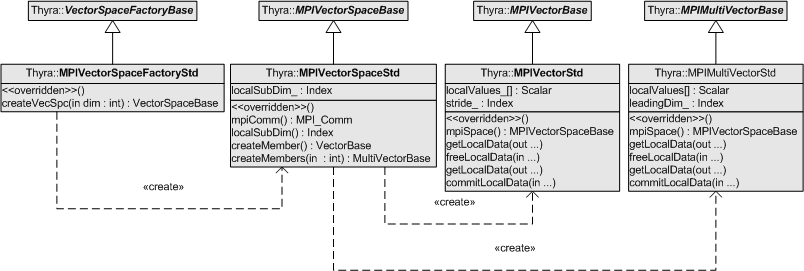 Thyra::VectorSpaceFactoryBase
Thyra::MPIVectorSpaceBase
Thyra::MPIVectorBase
Thyra::MPIMultiVectorBase
Thyra::MPIVectorSpaceFactoryStd
<<overridden>>()
createVecSpc(in dim : int) : VectorSpaceBase
Thyra::MPIVectorSpaceStd
localSubDim_ : Index
<<overridden>>()
mpiComm() : MPI_Comm
localSubDim() : Index
createMember() : VectorBase
createMembers(in  : int) : MultiVectorBase
Thyra::MPIVectorStd
localValues_[] : Scalar
stride_ : Index
<<overridden>>()
mpiSpace() : MPIVectorSpaceBase
getLocalData(out ...)
freeLocalData(in ...)
getLocalData(out ...)
commitLocalData(in ...)
Thyra::MPIMultiVectorStd
localValues[] : Scalar
leadingDim_ : Index
<<overridden>>()
mpiSpace() : MPIVectorSpaceBase
getLocalData(out ...)
freeLocalData(in ...)
getLocalData(out ...)
commitLocalData(in ...)
«create»
«create»
«create»